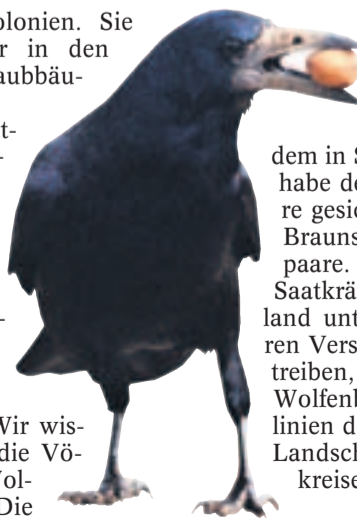 olonien. Sie
r in den
aubbäu-
t-
-
-
Wir wis-
die Vö-
Vol-
Die
dem in S
habe de
re gesic
Brauns
paare.
Saatkrä
land unt
ren Vers
treiben,
Wolfenb
linien d
Landsch
kreise